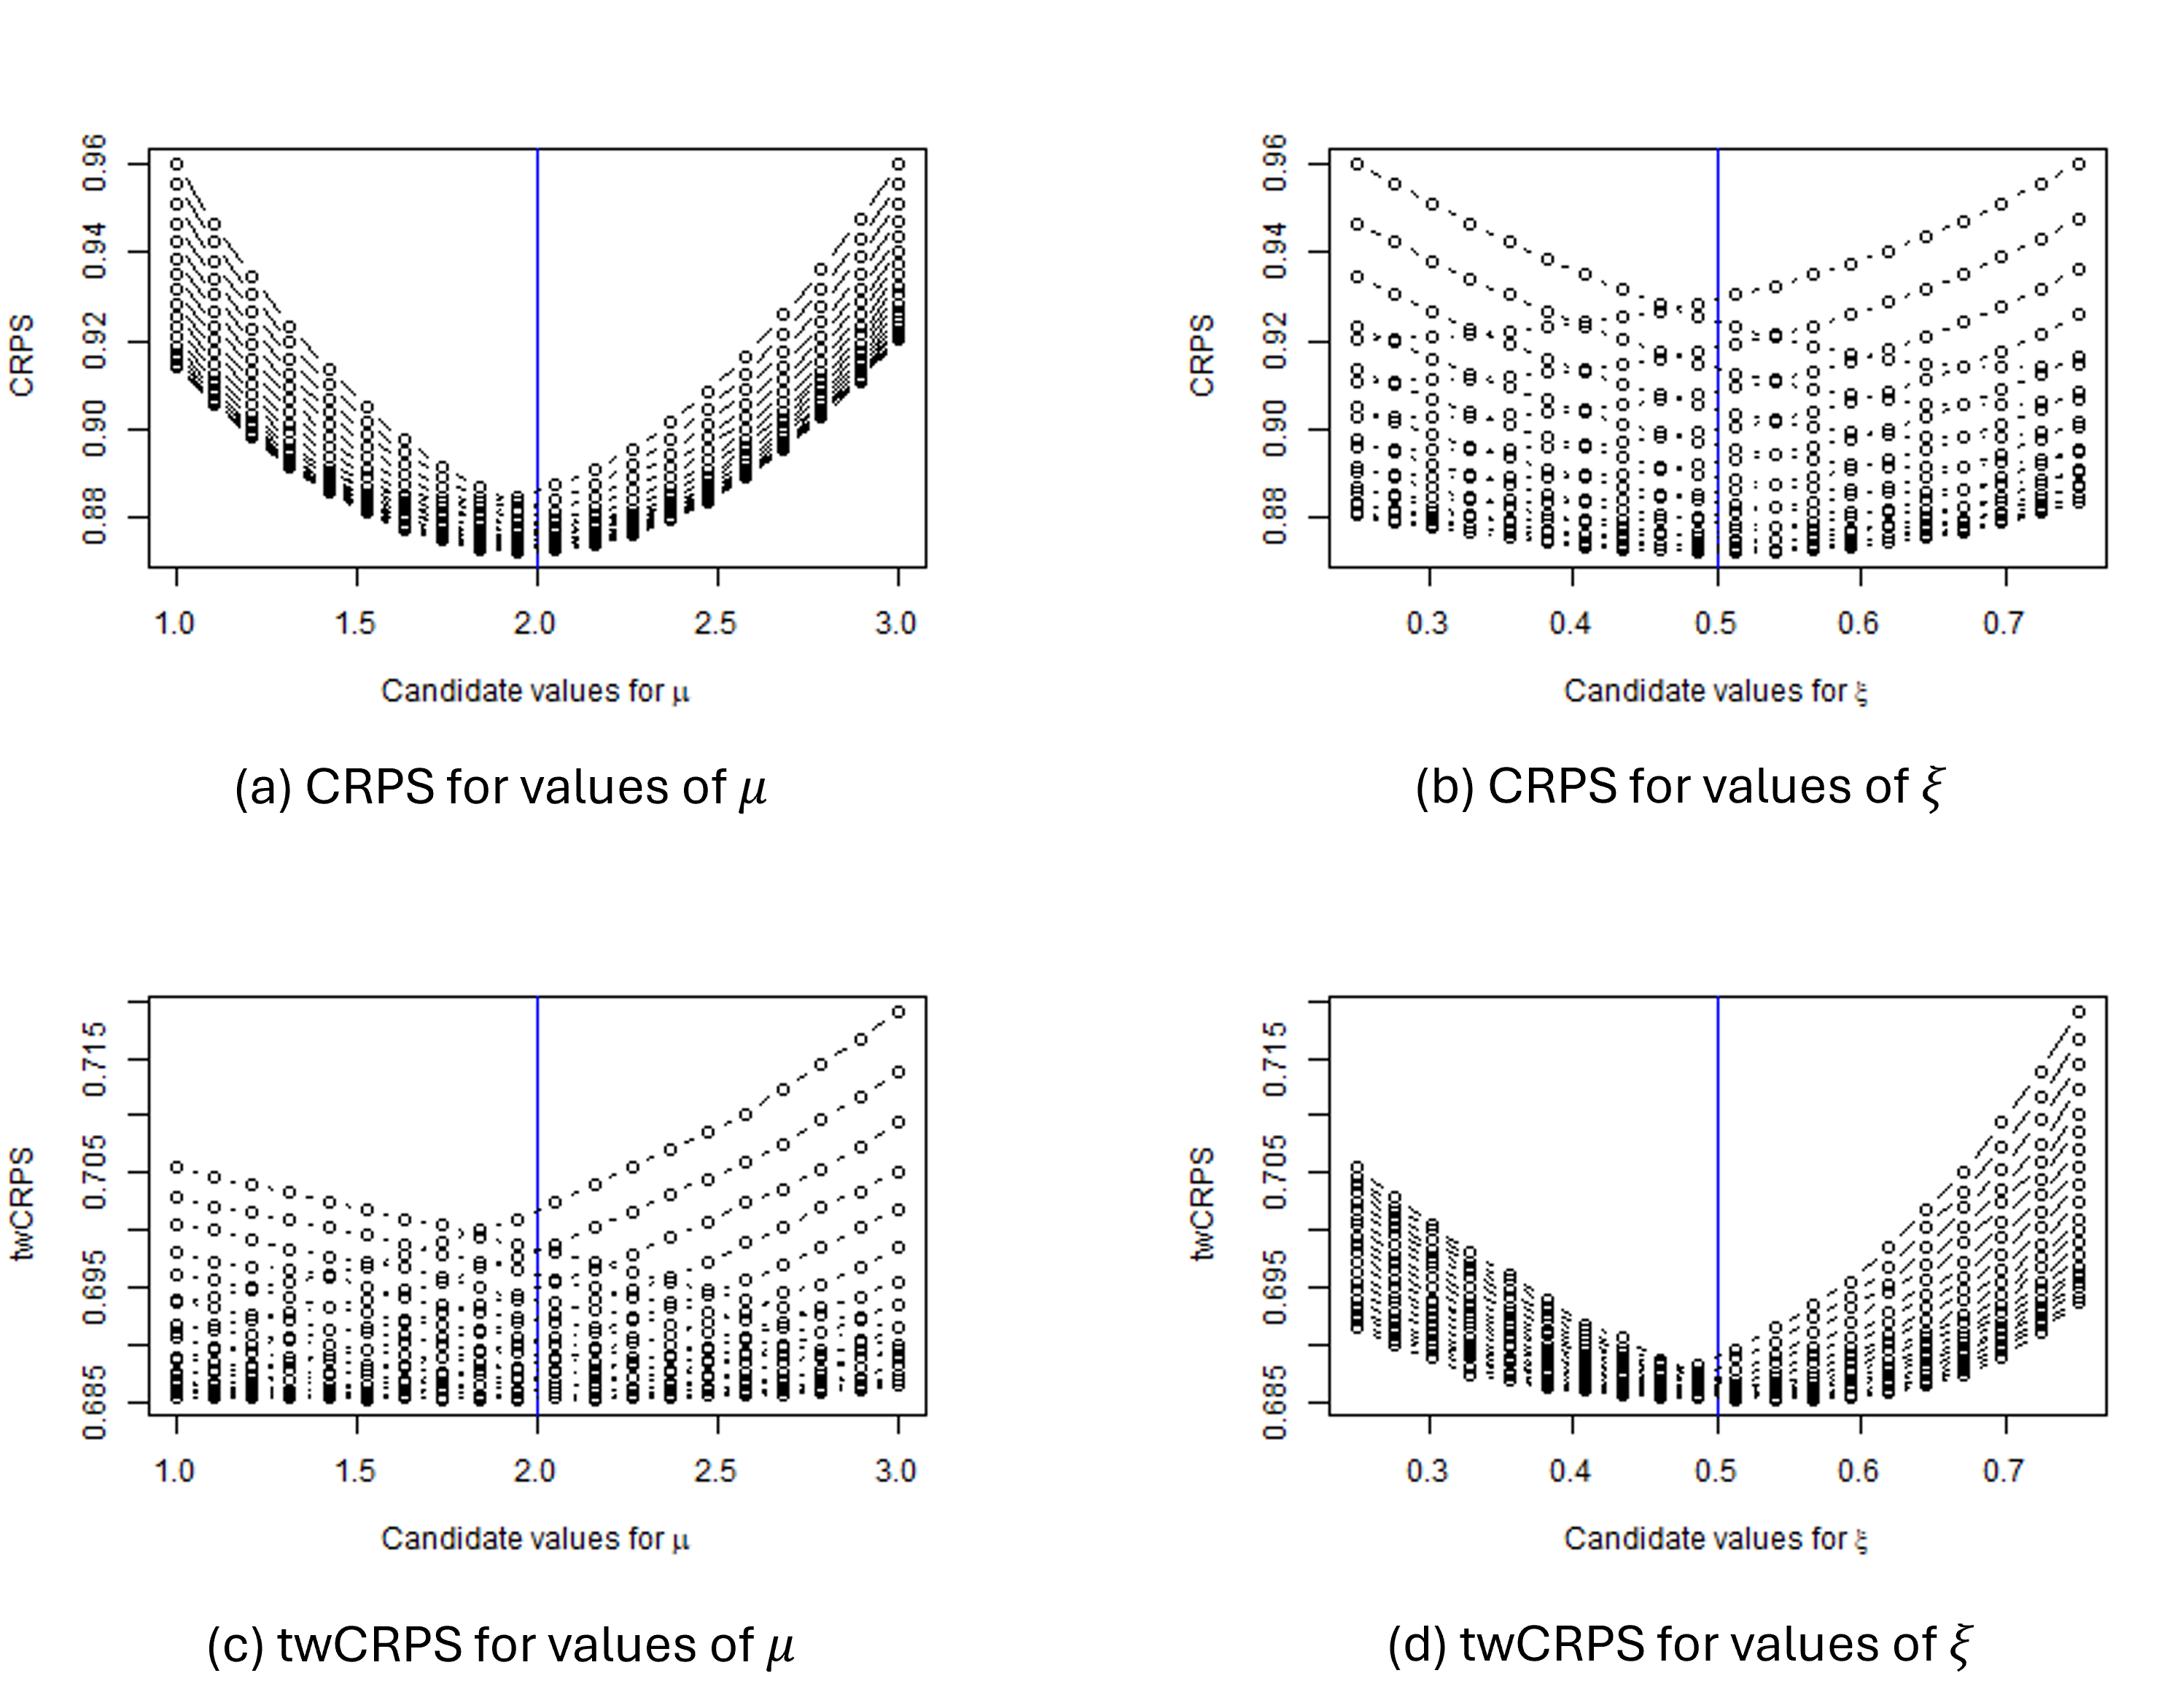 CRPS
0.96
0.94
0.92
0.90
0.88
1.0 1.5 2.0 2.5 3.0
Candidate values for μ
(a) CRPS for values of μ
CRPS
0.96
0.94
0.92
0.90
0.88
0.3 0.4 0.5 0.6 0.7
Candidate values for ξ
(b) CRPS for values of ξ
twCRPS
0.715
0.705
0.695
0.685
1.0 1.5 2.0 2.5 3.0
Candidate values for μ
(c) twCRPS for values of μ
twCRPS
0.715
0.705
0.695
0.685
0.3 0.4 0.5 0.6 0.7
Candidate values for ξ
(d) twCRPS for values of ξ